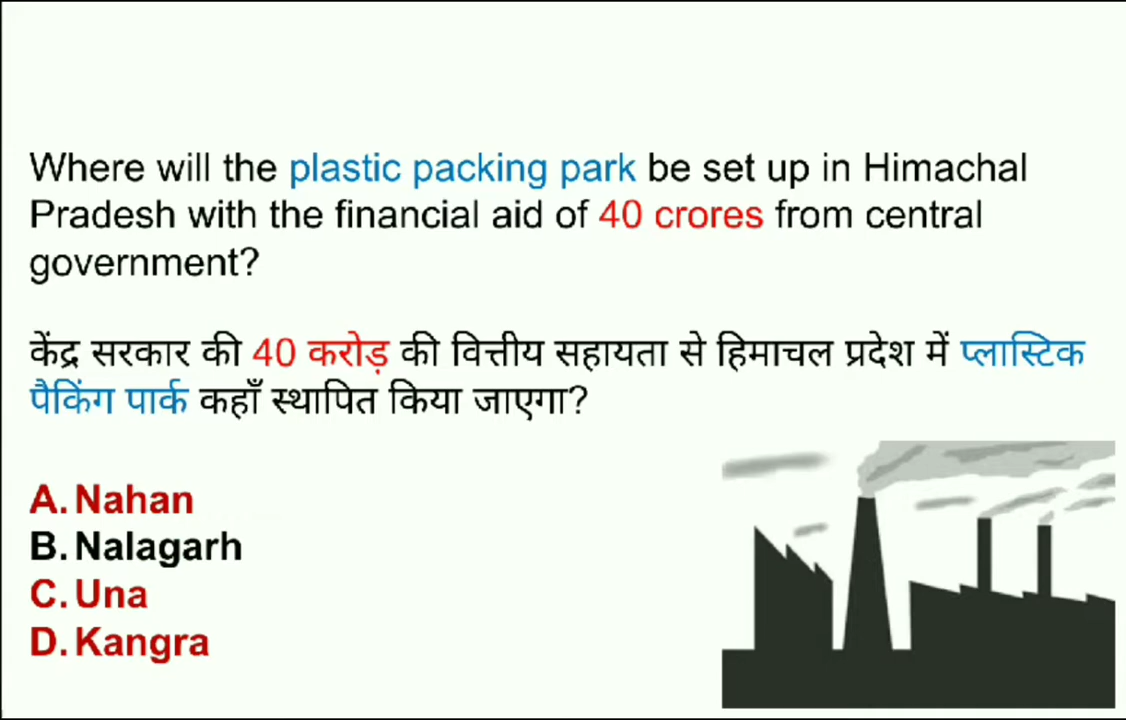 Where will the plastic packing park be set up in Himachal
Pradesh with the financial aid of 40 crores from central
government?
केंद्र सरकार की 40 करोड़ की वित्तीय सहायता से हिमाचल प्रदेश में प्लास्टिक
पैकिंग पार्क कहाँ स्थापित किया जाएगा?
A. Nahan
B. Nalagarh
C. Una
D. Kangra